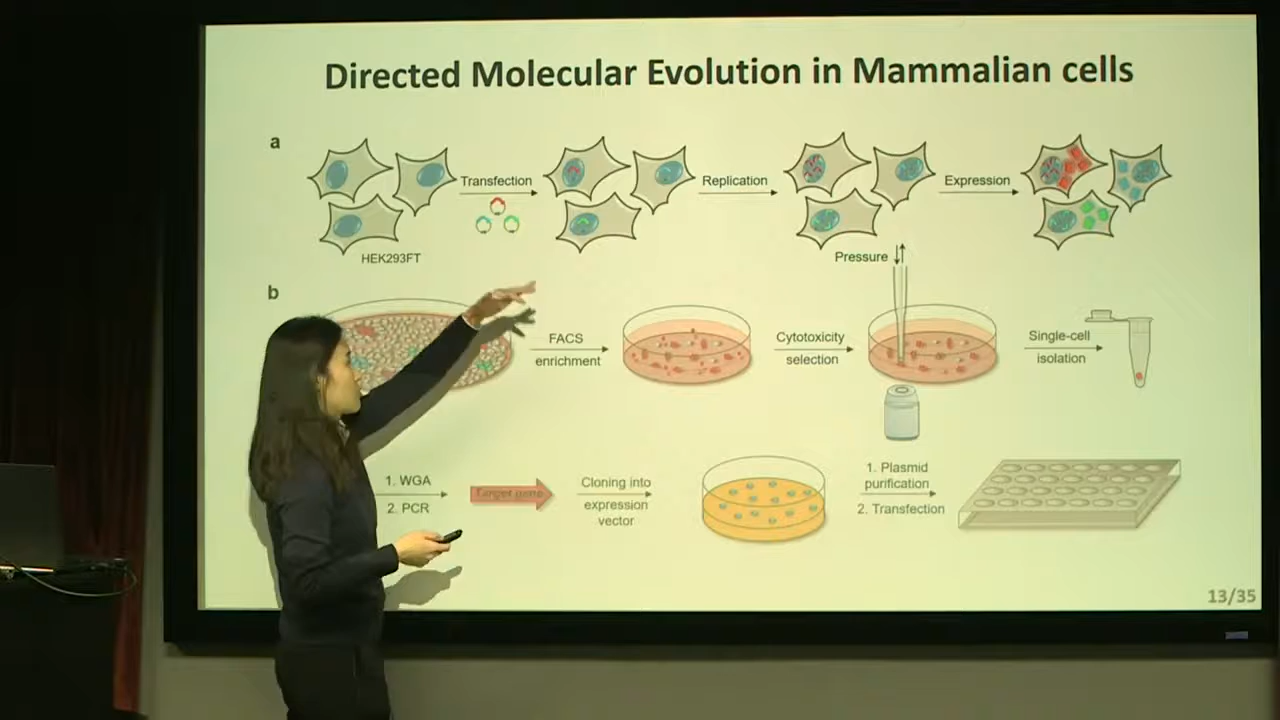 Directed Molecular Evolution in Mammalian cells
a
Transfection
Replication
Expression
HEK293FT
Pressure
b
FACS
enrichment
Cytotoxicity
selection
Single-cell
isolation
1. WGA
2. PCR
Target gene
Cloning into
expression
vector
1. Plasmid
purification
2. Transfection
13/35